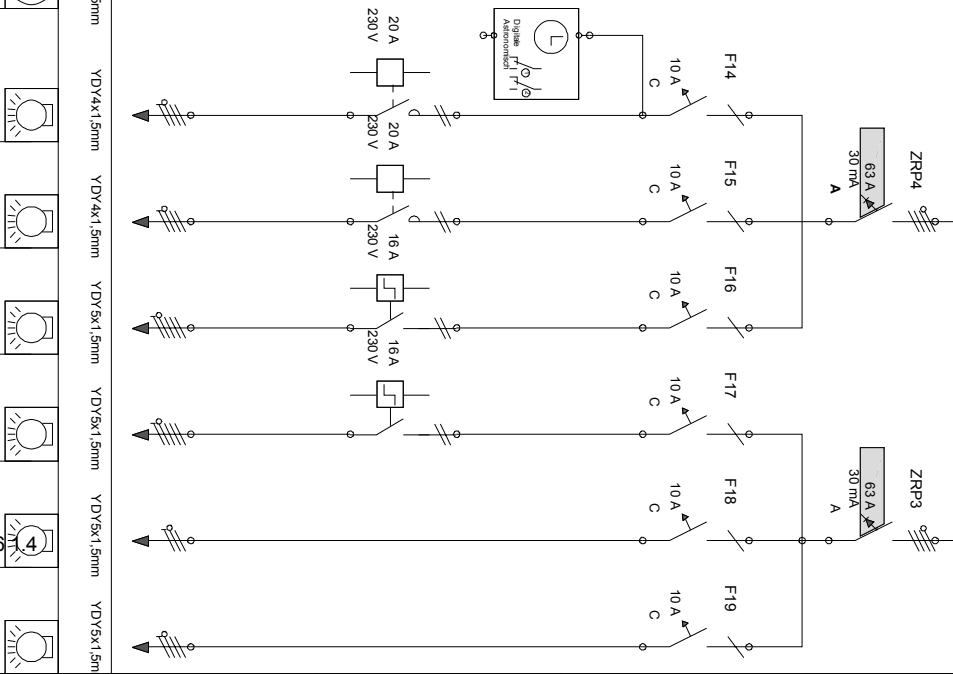 ZRP4
63 A
30 mA
A
ZRP3
63 A
30 mA
A
F14
10 A
C
F15
10 A
C
F16
10 A
C
F17
10 A
C
F18
10 A
C
F19
10 A
C
Digitale
Astronomisch
1
2
20 A
230 V
20 A
230 V
16 A
230 V
16 A
230 V
YDY4x1,5mm
YDY4x1,5mm
YDY5x1,5mm
YDY5x1,5mm
YDY5x1,5mm
YDY5x1,5m
1.4